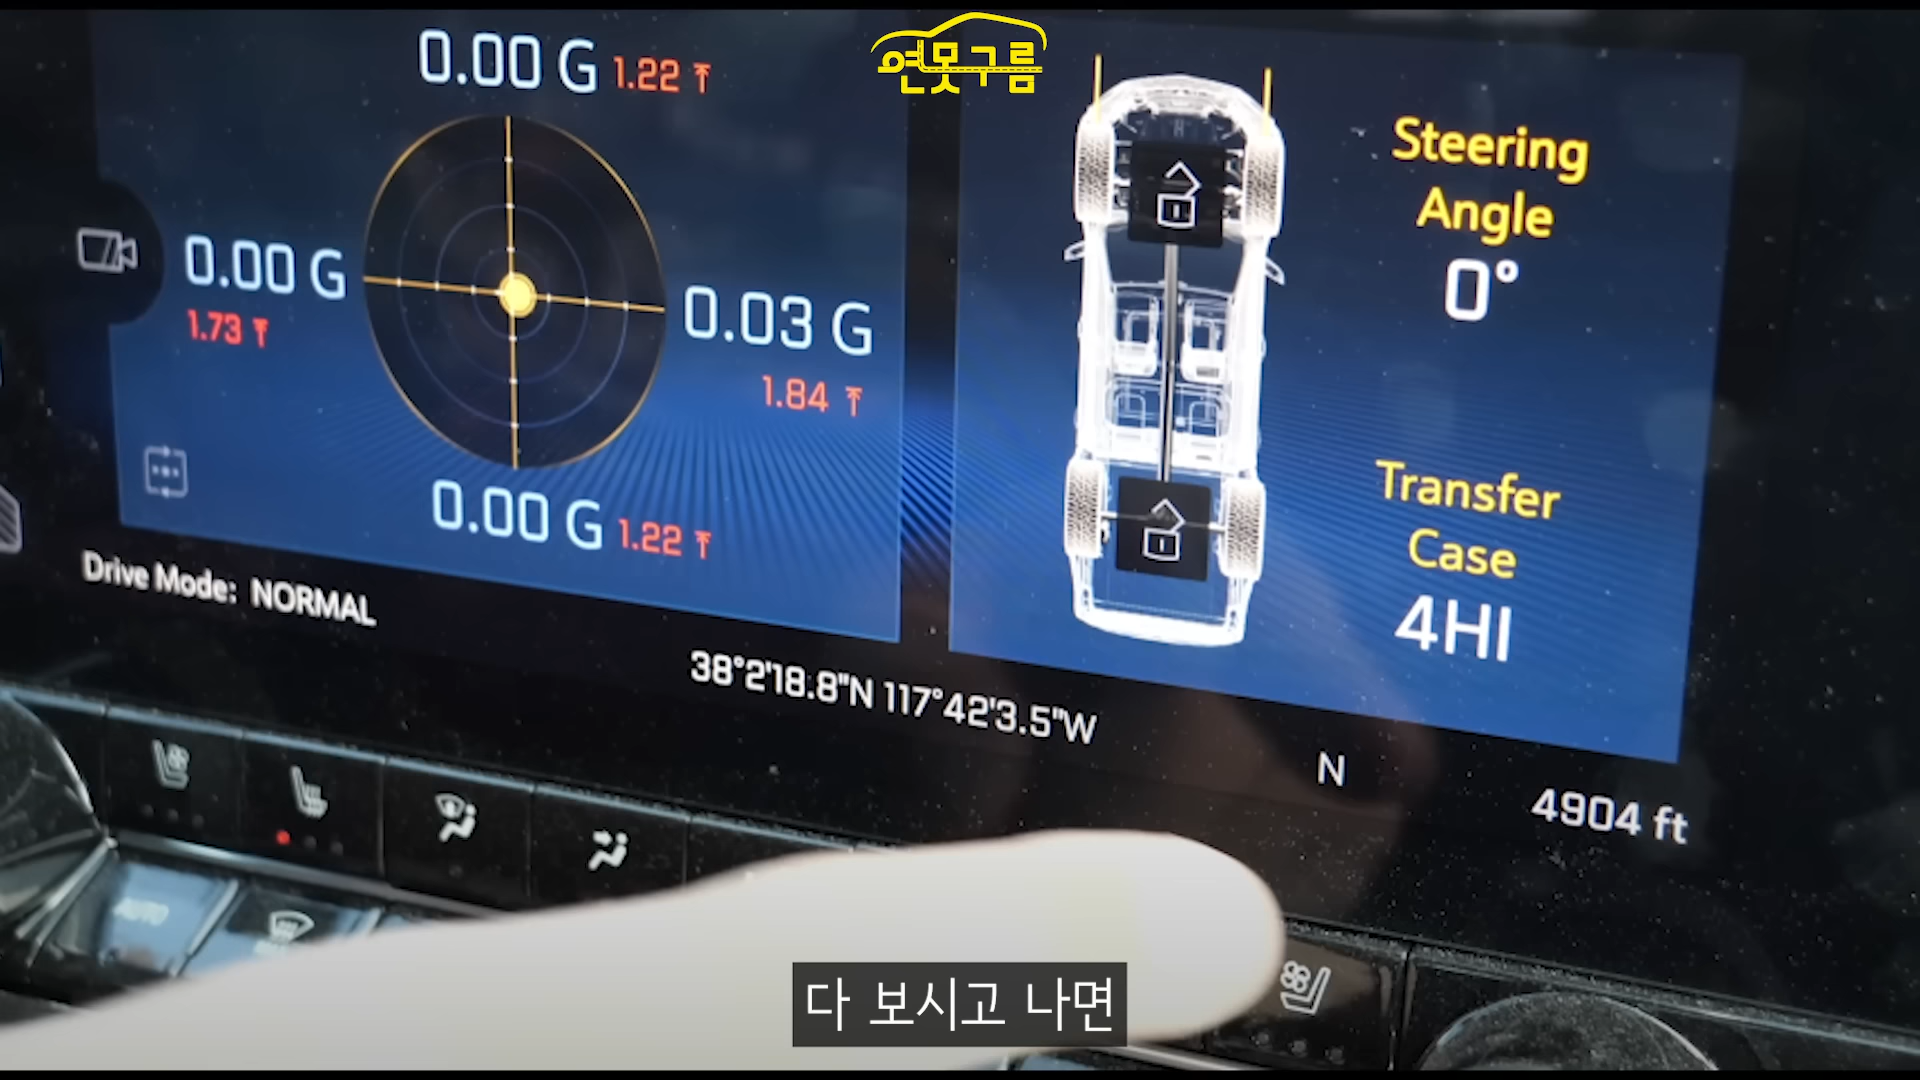 연못구름
0.00 G 1.22
0.00 G
1.73
0.03 G
1.84
0.00 G 1.22
Steering
Angle
0°
Transfer
Case
4HI
Drive Mode: NORMAL
38°2'18.8"N 117°42'3.5"W
N
4904 ft
AUTO
다 보시고 나면